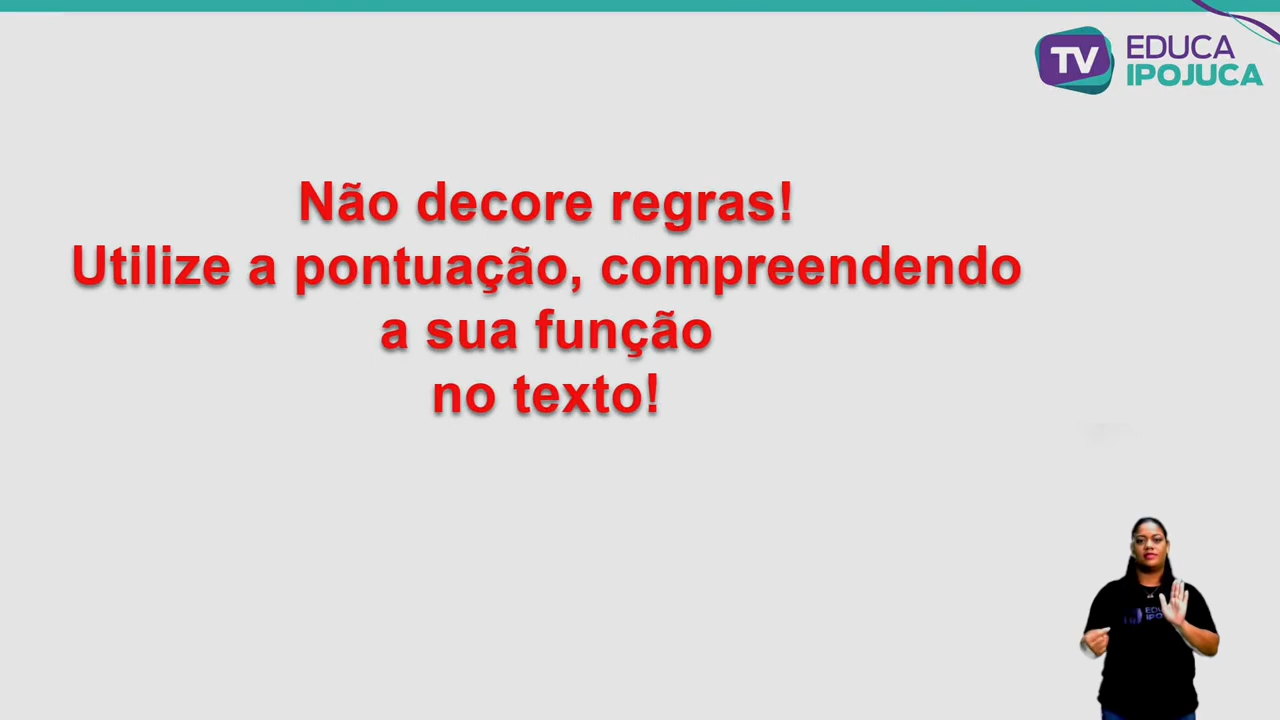 TV EDUCA
IPOJUCA
Não decore regras!
Utilize a pontuação, compreendendo
a sua função
no texto!